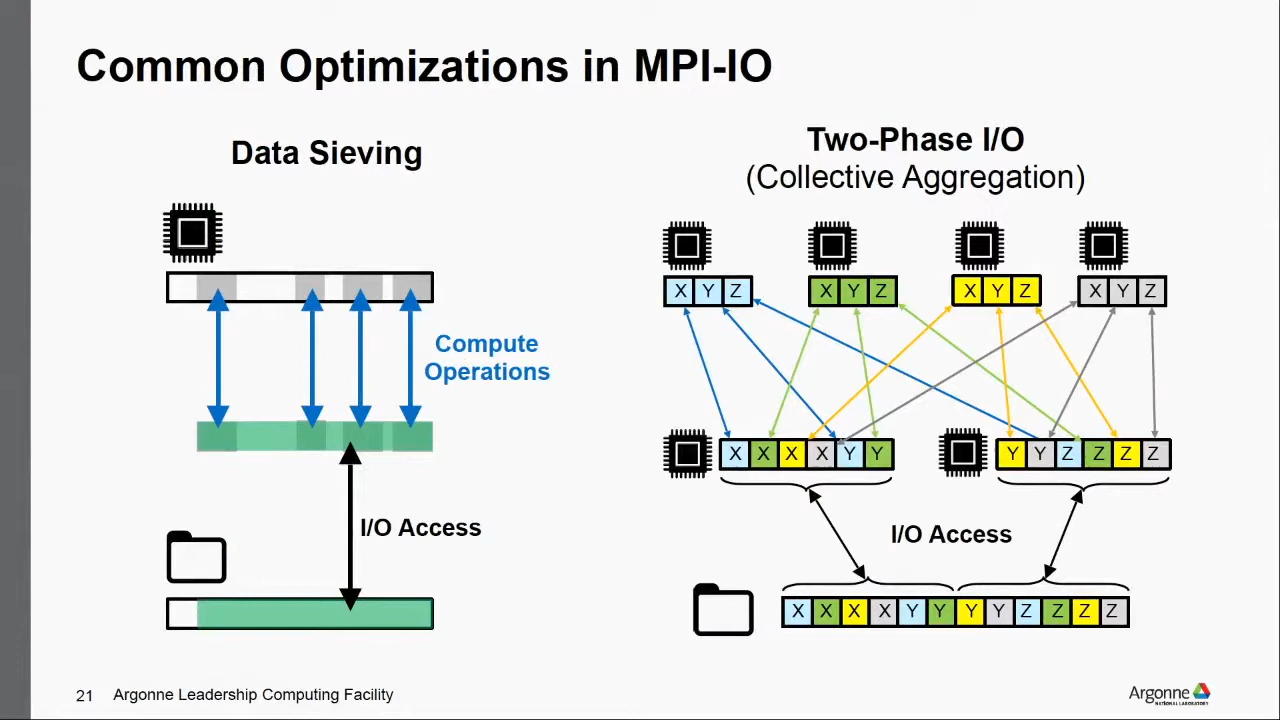 Common Optimizations in MPI-IO
Data Sieving
Compute
Operations
I/O Access
Two-Phase I/O
(Collective Aggregation)
X Y Z X Y Z X Y Z X Y Z
X X X X Y Y Y Y Z Z Z Z
I/O Access
X X X X Y Y Y Y Z Z Z Z
21 Argonne Leadership Computing Facility
Argonne
NATIONAL LABORATORY